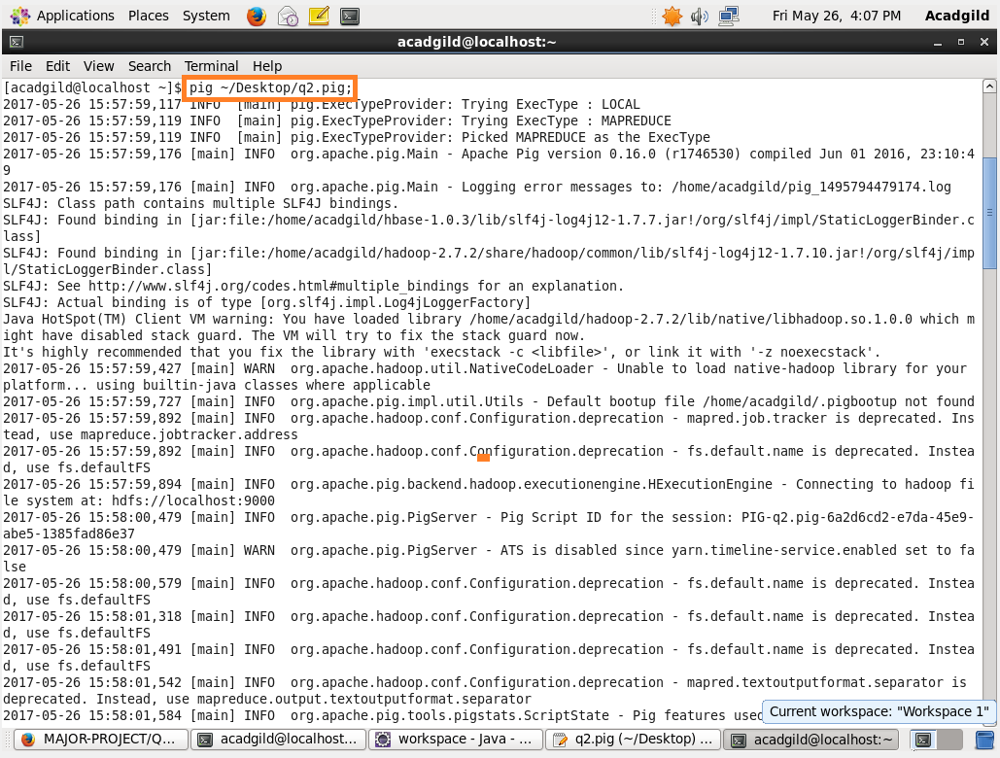 Applications Places System Fri May 26, 4:07 PM Acadgild
acadgild@localhost:~
File Edit View Search Terminal Help
[acadgild@localhost ~]$ pig ~/Desktop/q2.pig;
2017-05-26 15:57:59,117 INFO  [main] pig.ExecTypeProvider: Trying ExecType : LOCAL
2017-05-26 15:57:59,119 INFO  [main] pig.ExecTypeProvider: Trying ExecType : MAPREDUCE
2017-05-26 15:57:59,119 INFO  [main] pig.ExecTypeProvider: Picked MAPREDUCE as the ExecType
2017-05-26 15:57:59,176 [main] INFO  org.apache.pig.Main - Apache Pig version 0.16.0 (r1746530) compiled Jun 01 2016, 23:10:4
9
2017-05-26 15:57:59,176 [main] INFO  org.apache.pig.Main - Logging error messages to: /home/acadgild/pig_1495794479174.log
SLF4J: Class path contains multiple SLF4J bindings.
SLF4J: Found binding in [jar:file:/home/acadgild/hbase-1.0.3/lib/slf4j-log4j12-1.7.7.jar!/org/slf4j/impl/StaticLoggerBinder.c
lass]
SLF4J: Found binding in [jar:file:/home/acadgild/hadoop-2.7.2/share/hadoop/common/lib/slf4j-log4j12-1.7.10.jar!/org/slf4j/imp
l/StaticLoggerBinder.class]
SLF4J: See http://www.slf4j.org/codes.html#multiple_bindings for an explanation.
SLF4J: Actual binding is of type [org.slf4j.impl.Log4jLoggerFactory]
Java HotSpot(TM) Client VM warning: You have loaded library /home/acadgild/hadoop-2.7.2/lib/native/libhadoop.so.1.0.0 which m
ight have disabled stack guard. The VM will try to fix the stack guard now.
It's highly recommended that you fix the library with 'execstack -c <libfile>', or link it with '-z noexecstack'.
2017-05-26 15:57:59,427 [main] WARN  org.apache.hadoop.util.NativeCodeLoader - Unable to load native-hadoop library for your
platform... using builtin-java classes where applicable
2017-05-26 15:57:59,727 [main] INFO  org.apache.pig.impl.util.Utils - Default bootup file /home/acadgild/.pigbootup not found
2017-05-26 15:57:59,892 [main] INFO  org.apache.hadoop.conf.Configuration.deprecation - mapred.job.tracker is deprecated. Ins
tead, use mapreduce.jobtracker.address
2017-05-26 15:57:59,892 [main] INFO  org.apache.hadoop.conf.Configuration.deprecation - fs.default.name is deprecated. Instea
d, use fs.defaultFS
2017-05-26 15:57:59,894 [main] INFO  org.apache.pig.backend.hadoop.executionengine.HExecutionEngine - Connecting to hadoop fi
le system at: hdfs://localhost:9000
2017-05-26 15:58:00,479 [main] INFO  org.apache.pig.PigServer - Pig Script ID for the session: PIG-q2.pig-6a2d6cd2-e7da-45e9-
abe5-1385fad86e37
2017-05-26 15:58:00,479 [main] WARN  org.apache.pig.PigServer - ATS is disabled since yarn.timeline-service.enabled set to fa
lse
2017-05-26 15:58:00,579 [main] INFO  org.apache.hadoop.conf.Configuration.deprecation - fs.default.name is deprecated. Instea
d, use fs.defaultFS
2017-05-26 15:58:01,318 [main] INFO  org.apache.hadoop.conf.Configuration.deprecation - fs.default.name is deprecated. Instea
d, use fs.defaultFS
2017-05-26 15:58:01,491 [main] INFO  org.apache.hadoop.conf.Configuration.deprecation - fs.default.name is deprecated. Instea
d, use fs.defaultFS
2017-05-26 15:58:01,542 [main] INFO  org.apache.hadoop.conf.Configuration.deprecation - mapred.textoutputformat.separator is
deprecated. Instead, use mapreduce.output.textoutputformat.separator
2017-05-26 15:58:01,584 [main] INFO  org.apache.pig.tools.pigstats.ScriptState - Pig features used
Current workspace: "Workspace 1"
MAJOR-PROJECT/Q... acadgild@localhost:... workspace - Java - ... q2.pig (~/Desktop) ... acadgild@localhost:~